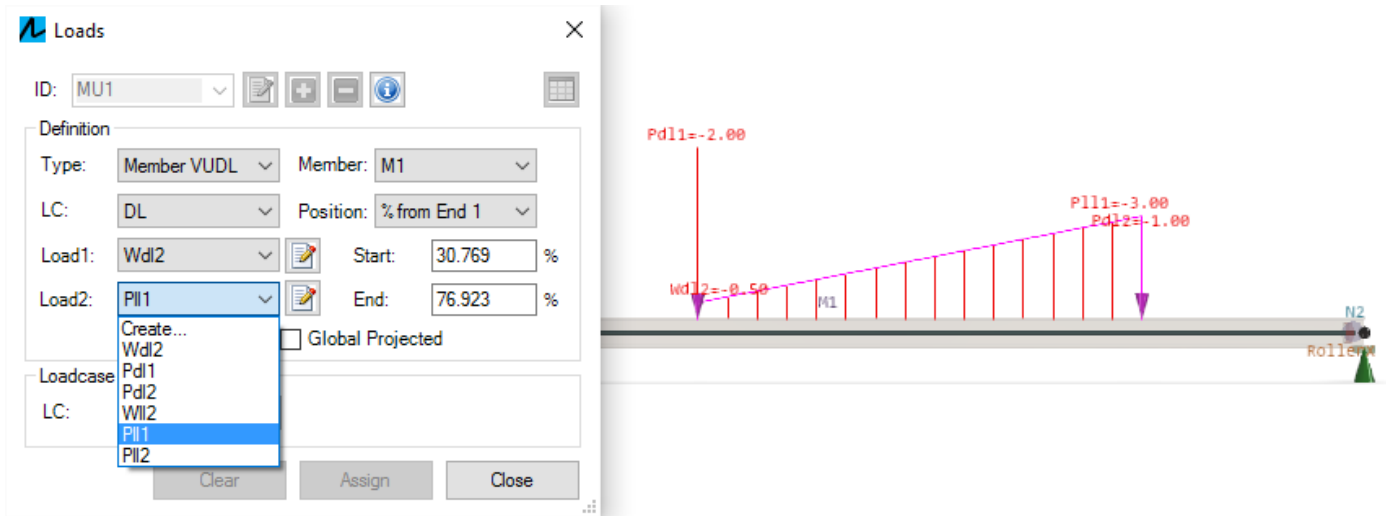 Loads
ID: MU1
Definition
Type: Member VUDL Member: M1
LC: DL Position: % from End 1
Load1: Wdl2 Start: 30.769 %
Load2: Pll1 End: 76.923 %
Create...
Wdl2
Pdl1
Pdl2
Wll2
Pll1
Pll2
Global Projected
Loadcase
LC:
Clear Assign Close
Pdl1=-2.00
Pll1=-3.00
Pdl2=-1.00
Wdl2=-0.50
M1
N2